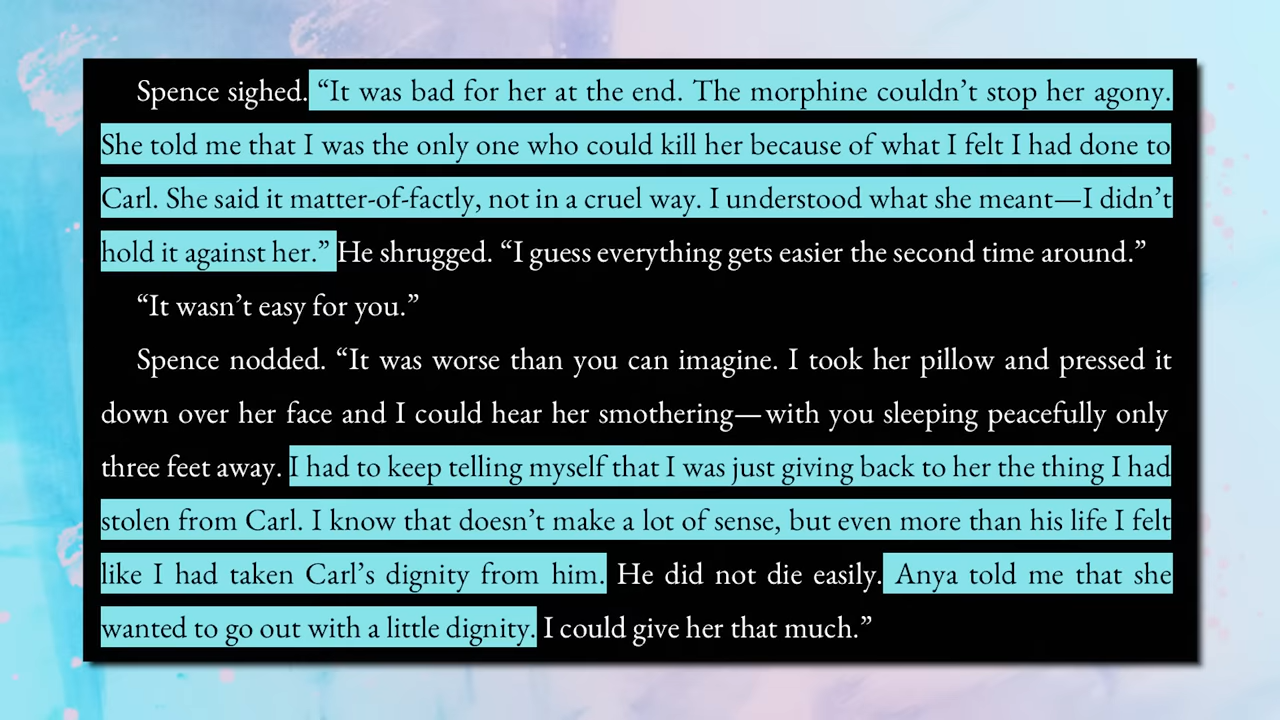 Spence sighed. “It was bad for her at the end. The morphine couldn’t stop her agony.
She told me that I was the only one who could kill her because of what I felt I had done to
Carl. She said it matter-of-factly, not in a cruel way. I understood what she meant—I didn’t
hold it against her.” He shrugged. “I guess everything gets easier the second time around.”
“It wasn’t easy for you.”
Spence nodded. “It was worse than you can imagine. I took her pillow and pressed it
down over her face and I could hear her smothering—with you sleeping peacefully only
three feet away. I had to keep telling myself that I was just giving back to her the thing I had
stolen from Carl. I know that doesn’t make a lot of sense, but even more than his life I felt
like I had taken Carl’s dignity from him. He did not die easily. Anya told me that she
wanted to go out with a little dignity. I could give her that much.”